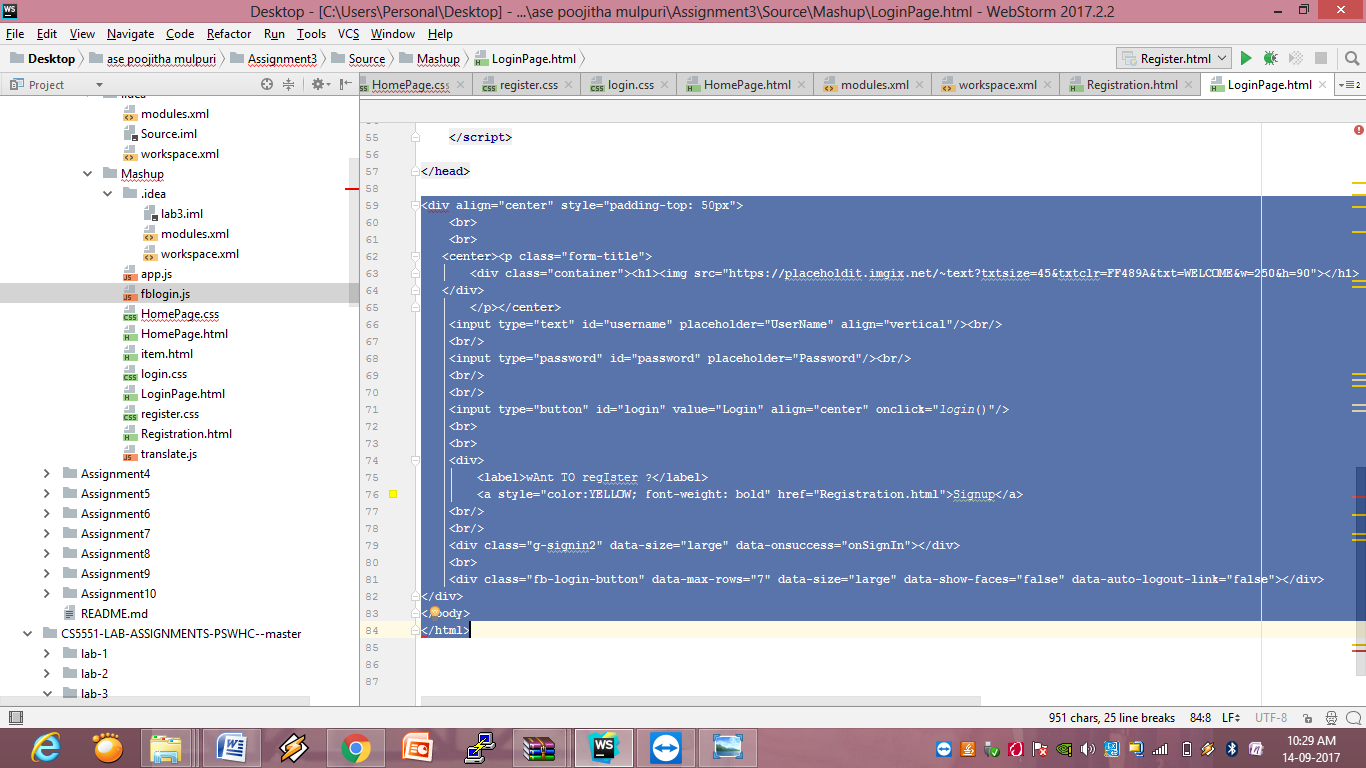 Desktop - [C:\Users\Personal\Desktop] - ...\ase poojitha mulpuri\Assignment3\Source\Mashup\LoginPage.html - WebStorm 2017.2.2
File Edit View Navigate Code Refactor Run Tools VCS Window Help
Desktop ase poojitha mulpuri Assignment3 Source Mashup LoginPage.html Register.html
Project
HomePage.css register.css login.css HomePage.html modules.xml workspace.xml Registration.html LoginPage.html 2
modules.xml
Source.iml
workspace.xml
Mashup
.idea
lab3.iml
modules.xml
workspace.xml
app.js
fblogin.js
HomePage.css
HomePage.html
item.html
login.css
LoginPage.html
register.css
Registration.html
translate.js
Assignment4
Assignment5
Assignment6
Assignment7
Assignment8
Assignment9
Assignment10
README.md
CS5551-LAB-ASSIGNMENTS-PSWHC--master
lab-1
lab-2
lab-3
55 </script>
56
57 </head>
58
59 <div align="center" style="padding-top: 50px">
60 <br>
61 <br>
62 <center><p class="form-title">
63 <div class="container"><h1><img src="https://placeholdit.imgix.net/~text?txtsize=45&txtclr=FF489A&txt=WELCOME&w=250&h=90"></h1>
64 </div>
65 </p></center>
66 <input type="text" id="username" placeholder="UserName" align="vertical"/><br/>
67 <br/>
68 <input type="password" id="password" placeholder="Password"/><br/>
69 <br/>
70 <br/>
71 <input type="button" id="login" value="Login" align="center" onclick="login()"/>
72 <br>
73 <br>
74 <div>
75 <label>wAnt TO regIster ?</label>
76 <a style="color:YELLOW; font-weight: bold" href="Registration.html">Signup</a>
77 <br/>
78 <br/>
79 <div class="g-signin2" data-size="large" data-onsuccess="onSignIn"></div>
80 <br>
81 <div class="fb-login-button" data-max-rows="7" data-size="large" data-show-faces="false" data-auto-logout-link="false"></div>
82 </div>
83 </body>
84 </html>
85
86
87
951 chars, 25 line breaks 84:8 LF÷ UTF-8
10:29 AM
14-09-2017